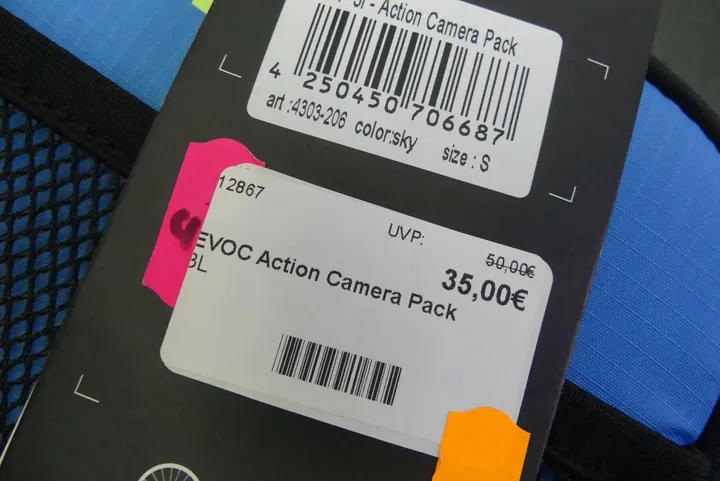 - Action Camera Pack
4 250450 706687
art :4303-206 color:sky size : S
12867
UVP:
50,00€
35,00€
EVOC Action Camera Pack
3L